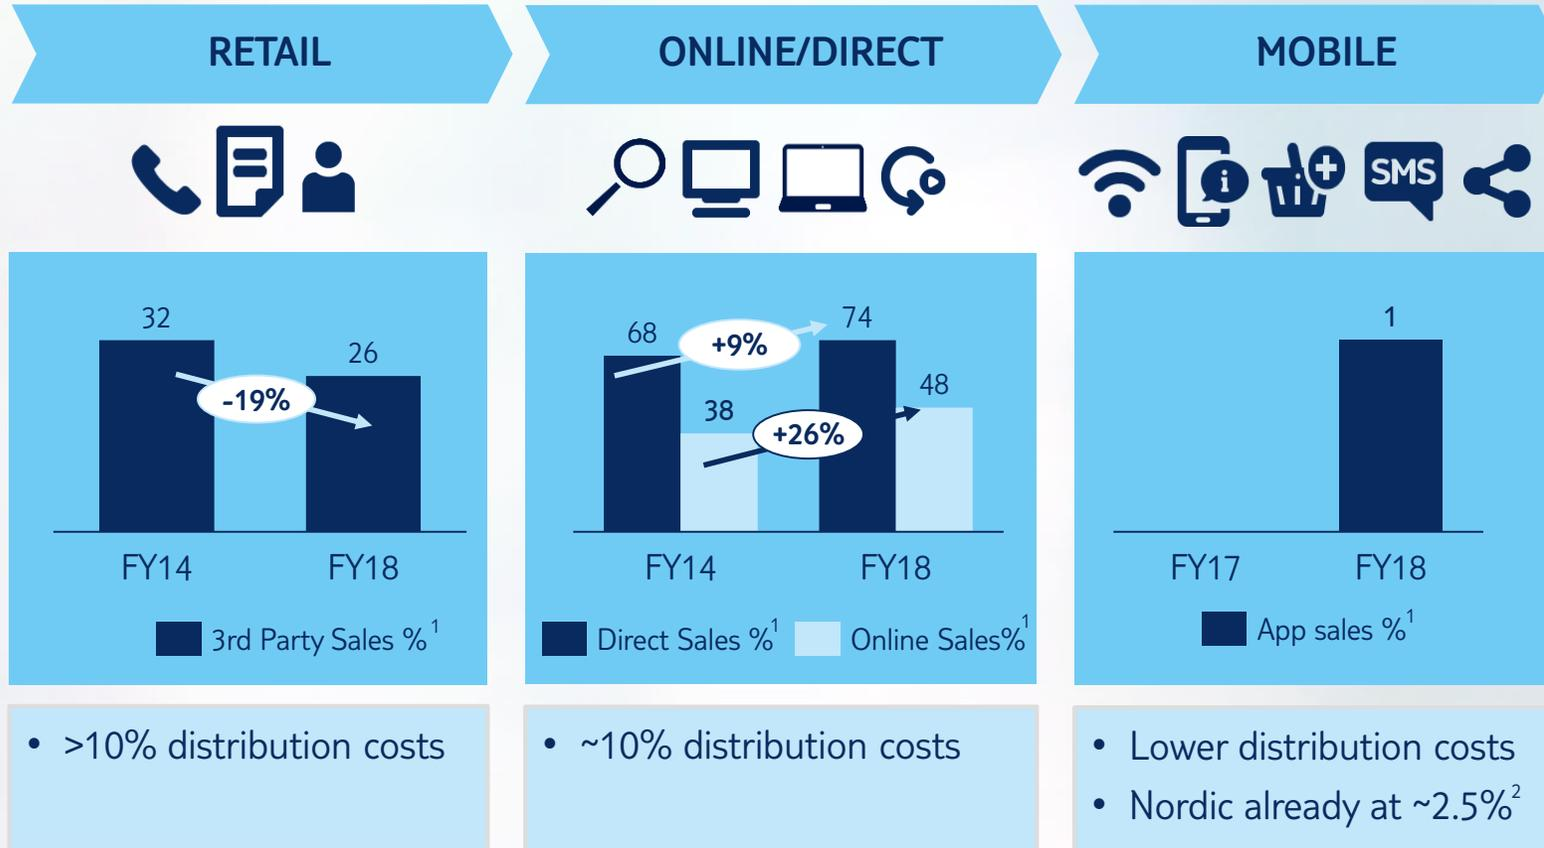 RETAIL
ONLINE/DIRECT
MOBILE
i
i
SMS
32
26
-19%
FY14
FY18
3rd Party Sales %1
68
38
74
48
+9%
+26%
FY14
FY18
Direct Sales %1
Online Sales%1
1
FY17
FY18
App sales %1
• >10% distribution costs
• ~10% distribution costs
• Lower distribution costs
• Nordic already at ~2.5%2